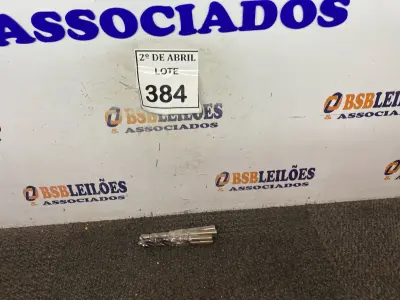 ASSOCIADOS
2º DE ABRIL
LOTE
384
BSBLEILÕES
& ASSOCIADOS
BSBLEILÕES
& ASSOCIADOS
BSBLEILÕES
& ASSOCIADOS
BSBLEILÕES
& ASSOCIADOS